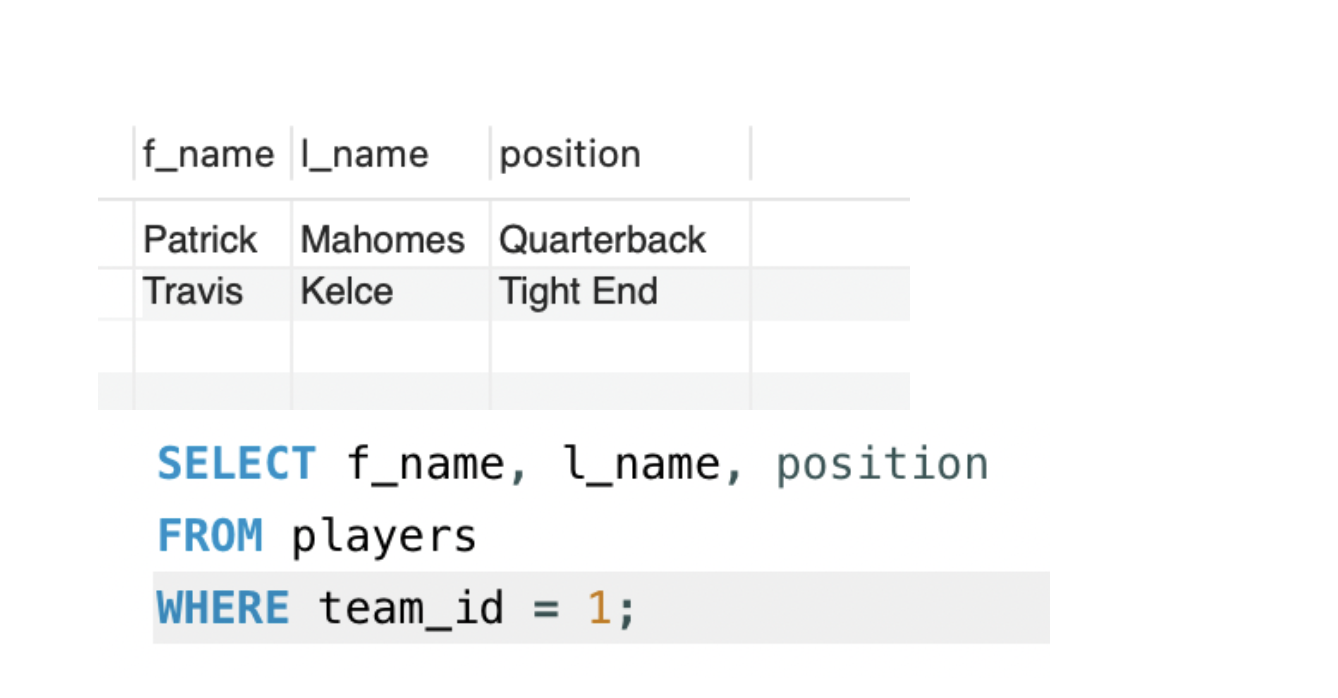 f_name l_name position
Patrick Mahomes Quarterback
Travis Kelce Tight End
SELECT f_name, l_name, position
FROM players
WHERE team_id = 1;